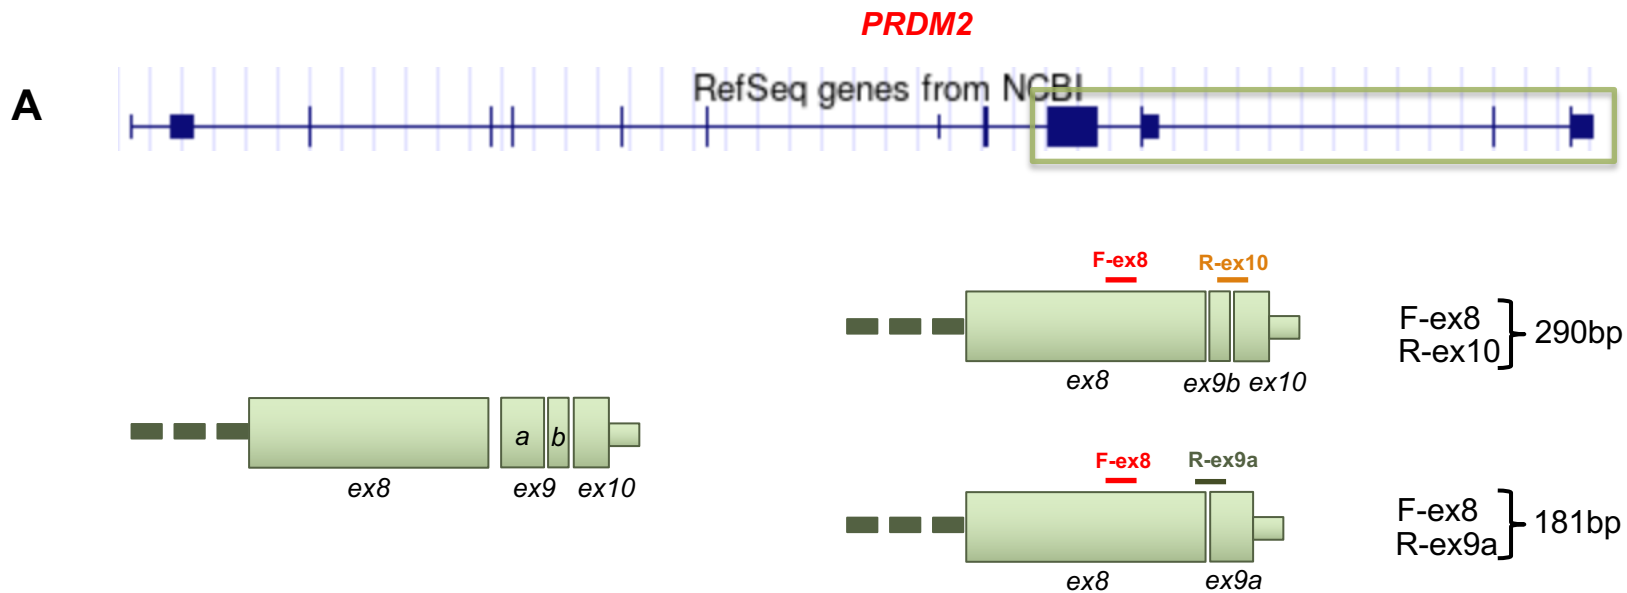 PRDM2
A
RefSeq genes from NCBI
F-ex8
R-ex10
F-ex8
R-ex10
290bp
ex8
ex9b
ex10
a
b
ex8
ex9
ex10
F-ex8
R-ex9a
F-ex8
R-ex9a
181bp
ex8
ex9a